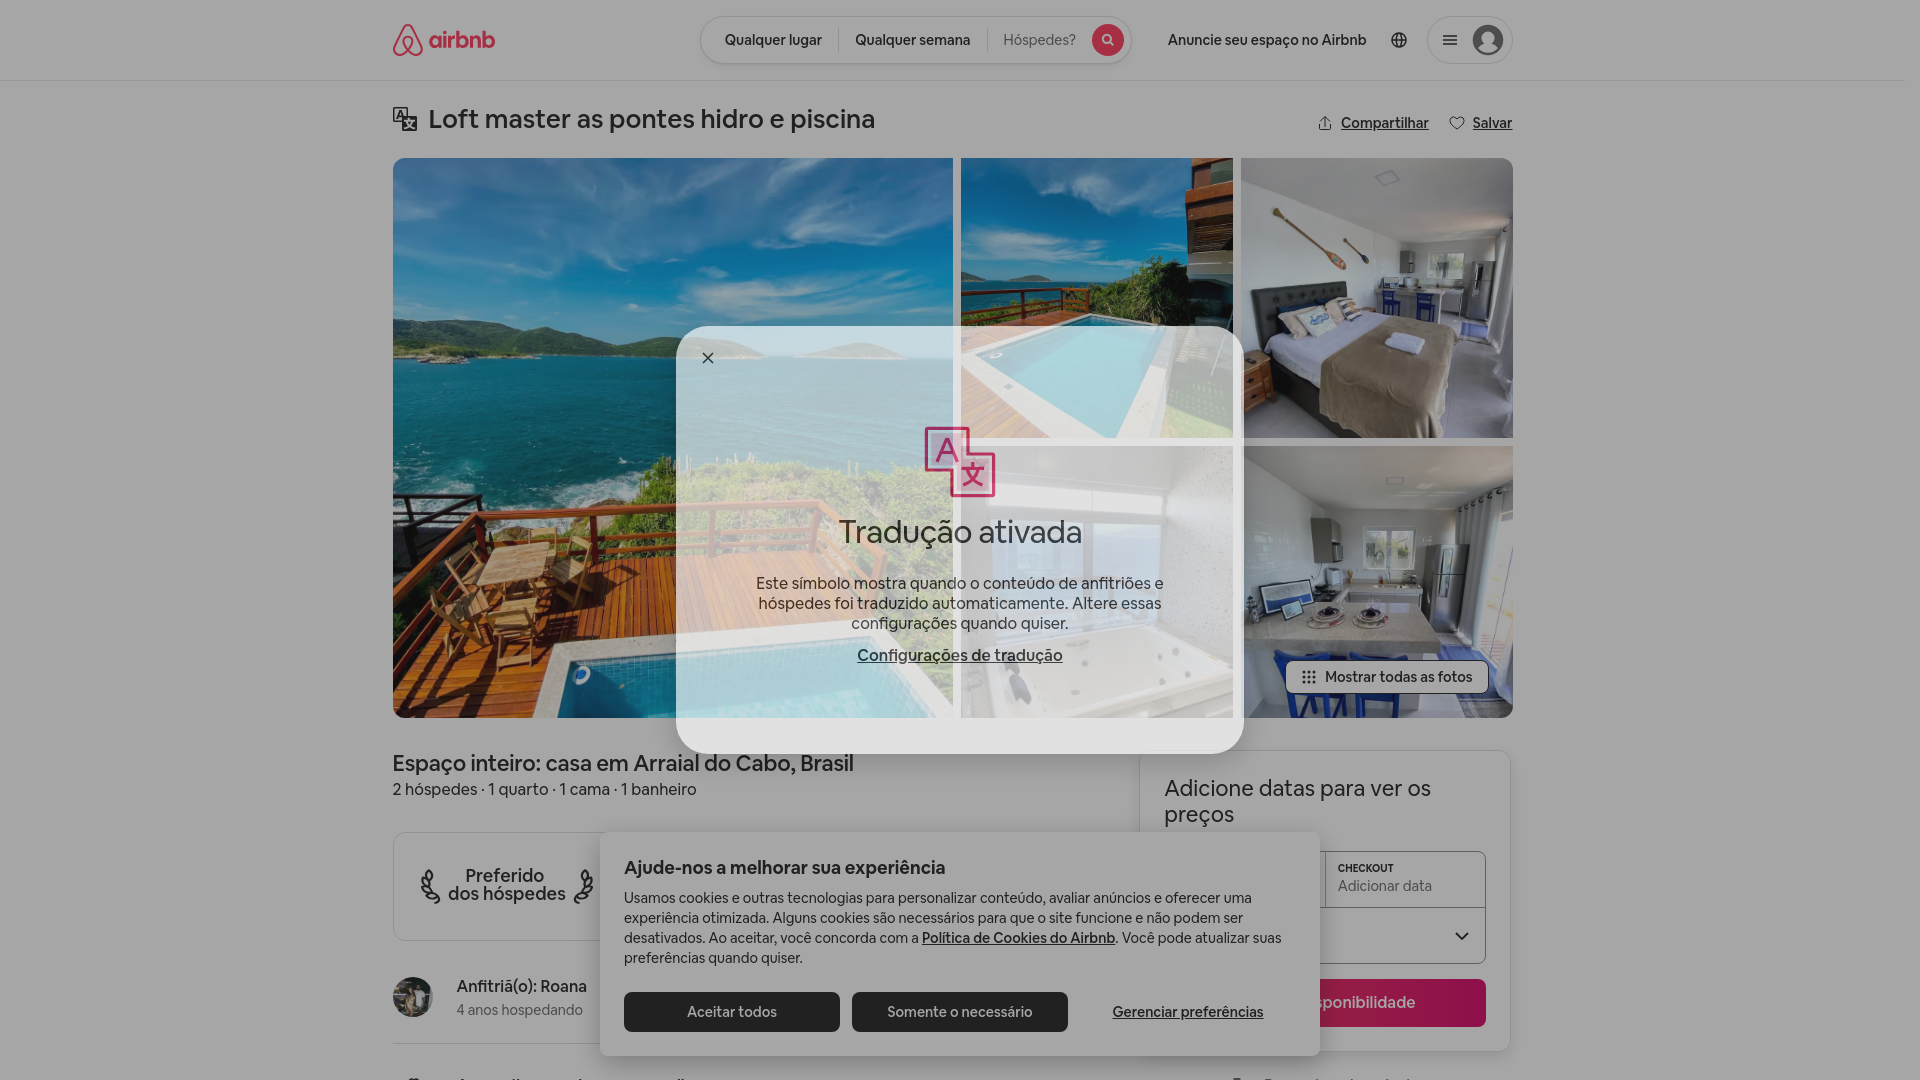 airbnb
Qualquer lugar
Qualquer semana
Hóspedes?
Anuncie seu espaço no Airbnb
Loft master as pontes hidro e piscina
Compartilhar
Salvar
A
文
Tradução ativada
Este símbolo mostra quando o conteúdo de anfitriões e
hóspedes foi traduzido automaticamente. Altere essas
configurações quando quiser.
Configurações de tradução
Mostrar todas as fotos
Espaço inteiro: casa em Arraial do Cabo, Brasil
2 hóspedes · 1 quarto · 1 cama · 1 banheiro
Adicione datas para ver os
preços
Preferido
dos hóspedes
CHECKOUT
Adicionar data
Anfitriã(o): Roana
4 anos hospedando
Ajude-nos a melhorar sua experiência
Usamos cookies e outras tecnologias para personalizar conteúdo, avaliar anúncios e oferecer uma
experiência otimizada. Alguns cookies são necessários para que o site funcione e não podem ser
desativados. Ao aceitar, você concorda com a Política de Cookies do Airbnb. Você pode atualizar suas
preferências quando quiser.
Aceitar todos
Somente o necessário
Gerenciar preferências
sponibilidade